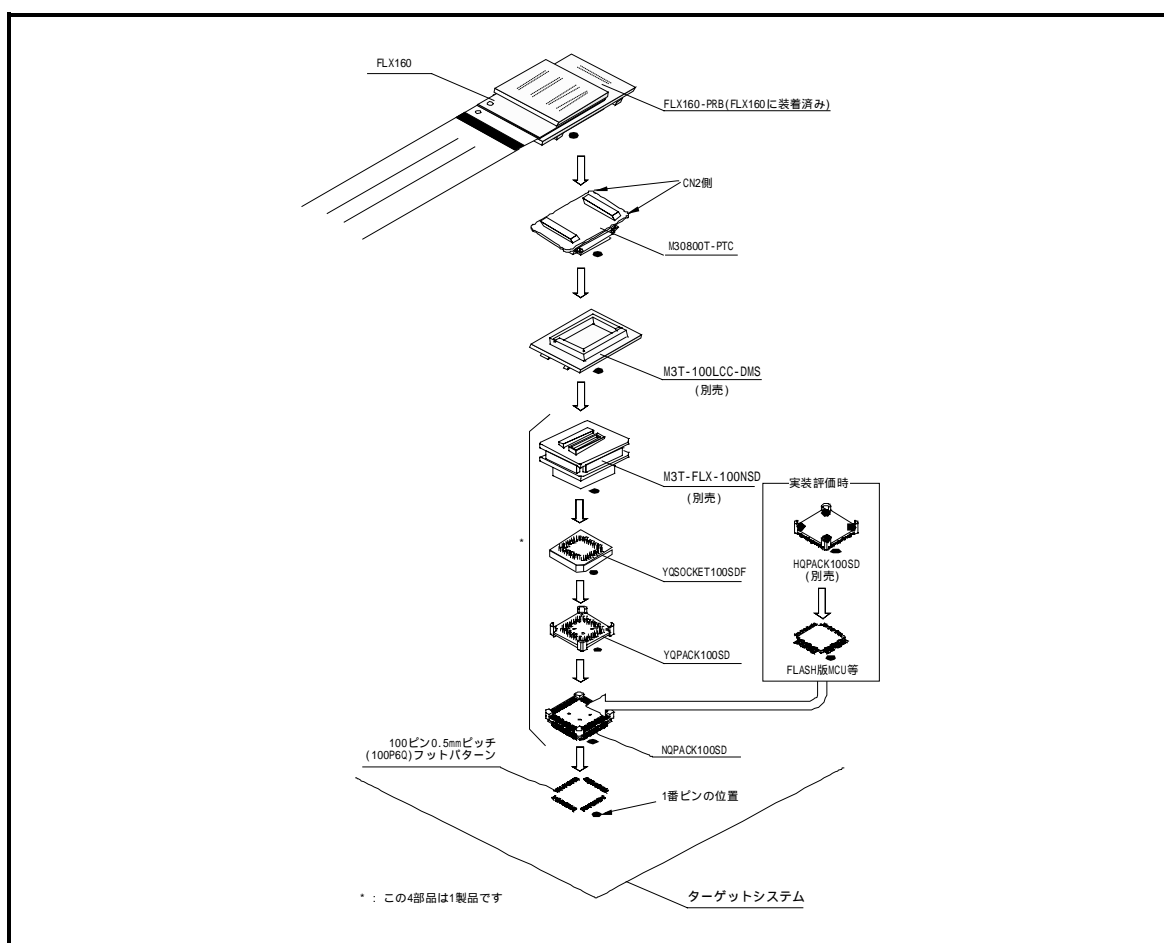 FLX160
FLX160-PRB(FLX160に装着済み)
CN2側
M30800T-PTC
M3T-100LCC-DMS
(別売)
M3T-FLX-100NSD
(別売)
*
YQSOCKET100SDF
YQPACK100SD
NQPACK100SD
実装評価時
HQPACK100SD
(別売)
FLASH版MCU等
100ピン0.5mmピッチ
(100P6Q)フットパターン
1番ピンの位置
* : この4部品は1製品です
ターゲットシステム